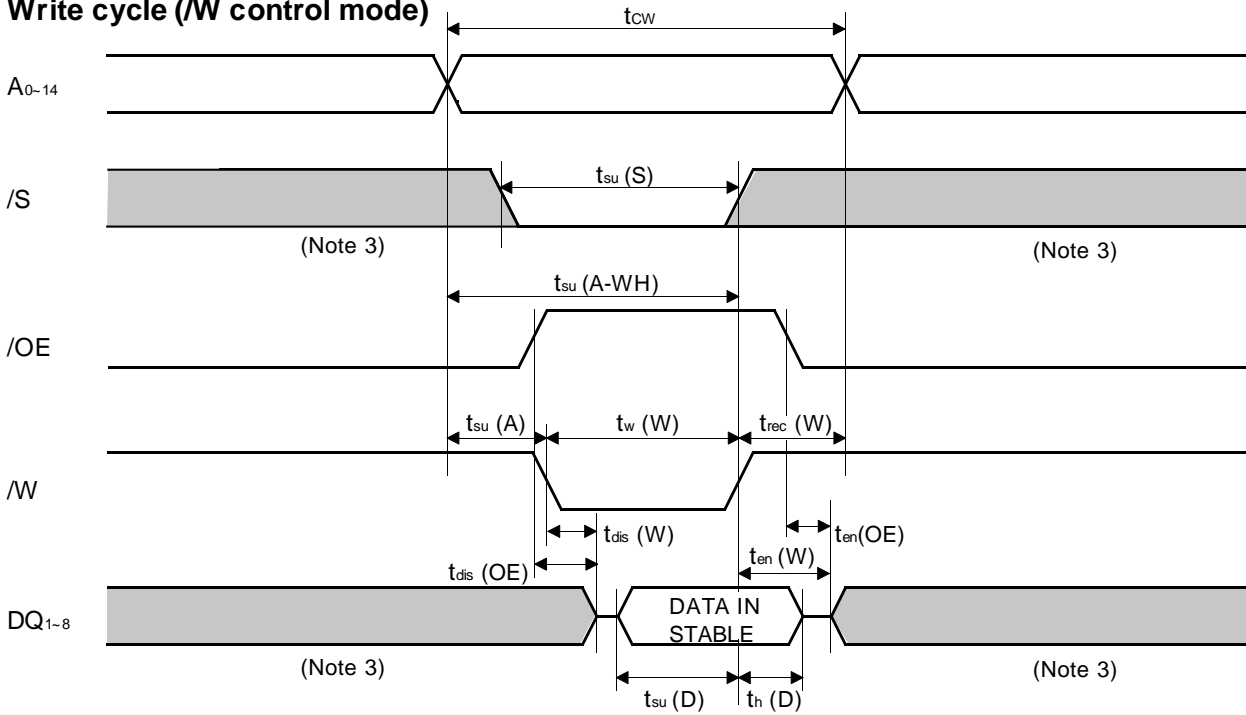 Write cycle (/W control mode)
tCW
A0~14
/S
tsu (S)
(Note 3)
(Note 3)
tsu (A-WH)
/OE
tsu (A)
tw (W)
trec (W)
/W
tdis (W)
ten(OE)
tdis (OE)
ten (W)
DQ1~8
DATA IN
STABLE
(Note 3)
(Note 3)
tsu (D)
th (D)